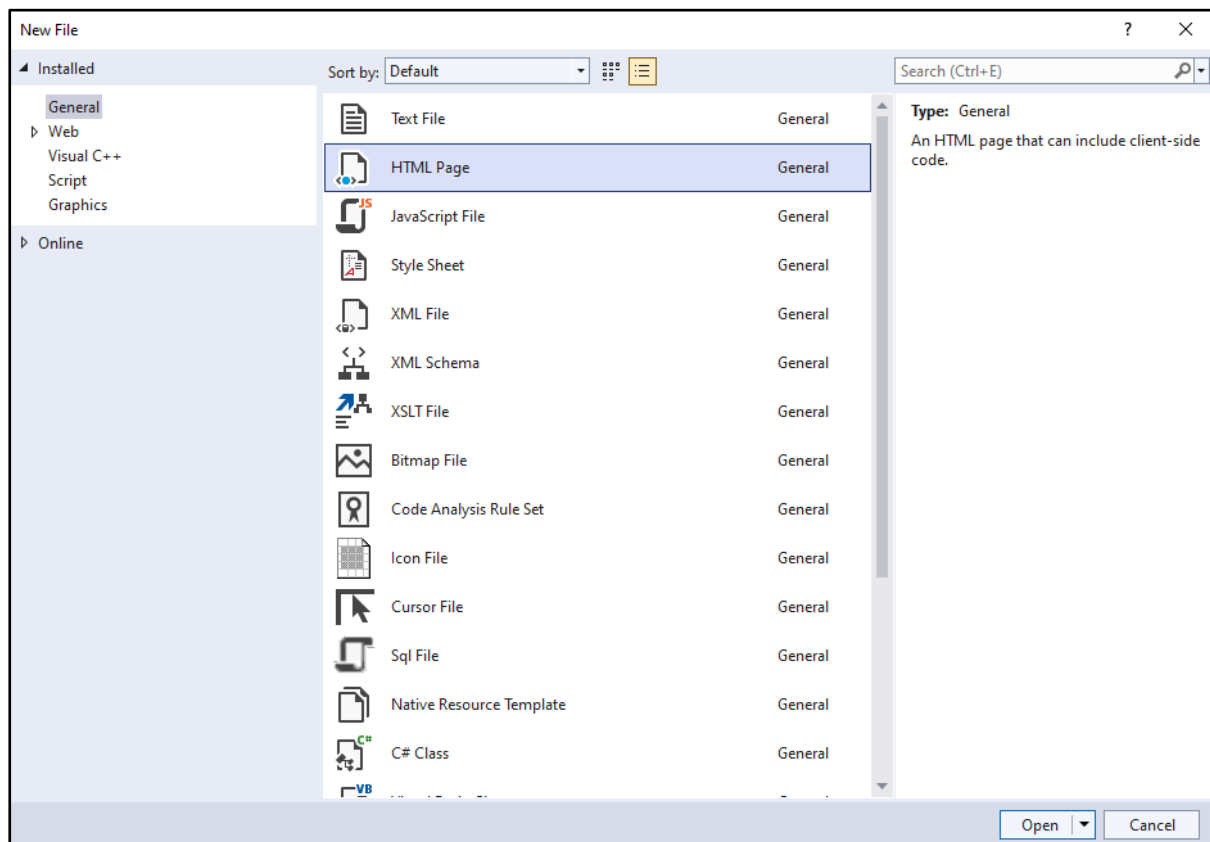 New File
Installed
General
Web
Visual C++
Script
Graphics
Online
Sort by: Default
Search (Ctrl+E)
Text File General
HTML Page General
JS
JavaScript File General
Style Sheet General
XML File General
XML Schema General
XSLT File General
Bitmap File General
Code Analysis Rule Set General
Icon File General
Cursor File General
Sql File General
Native Resource Template General
C#
C# Class General
VB
Type: General
An HTML page that can include client-side
code.
Open
Cancel